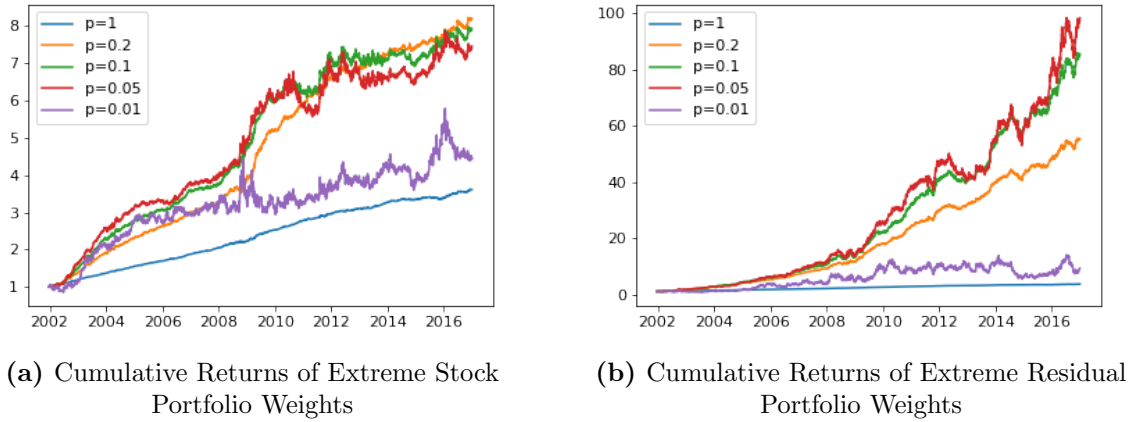 8
7
6
5
4
3
2
1
p=1
p=0.2
p=0.1
p=0.05
p=0.01
2002 2004 2006 2008 2010 2012 2014 2016
100
80
60
40
20
0
p=1
p=0.2
p=0.1
p=0.05
p=0.01
2002 2004 2006 2008 2010 2012 2014 2016
(a) Cumulative Returns of Extreme Stock
Portfolio Weights
(b) Cumulative Returns of Extreme Residual
Portfolio Weights